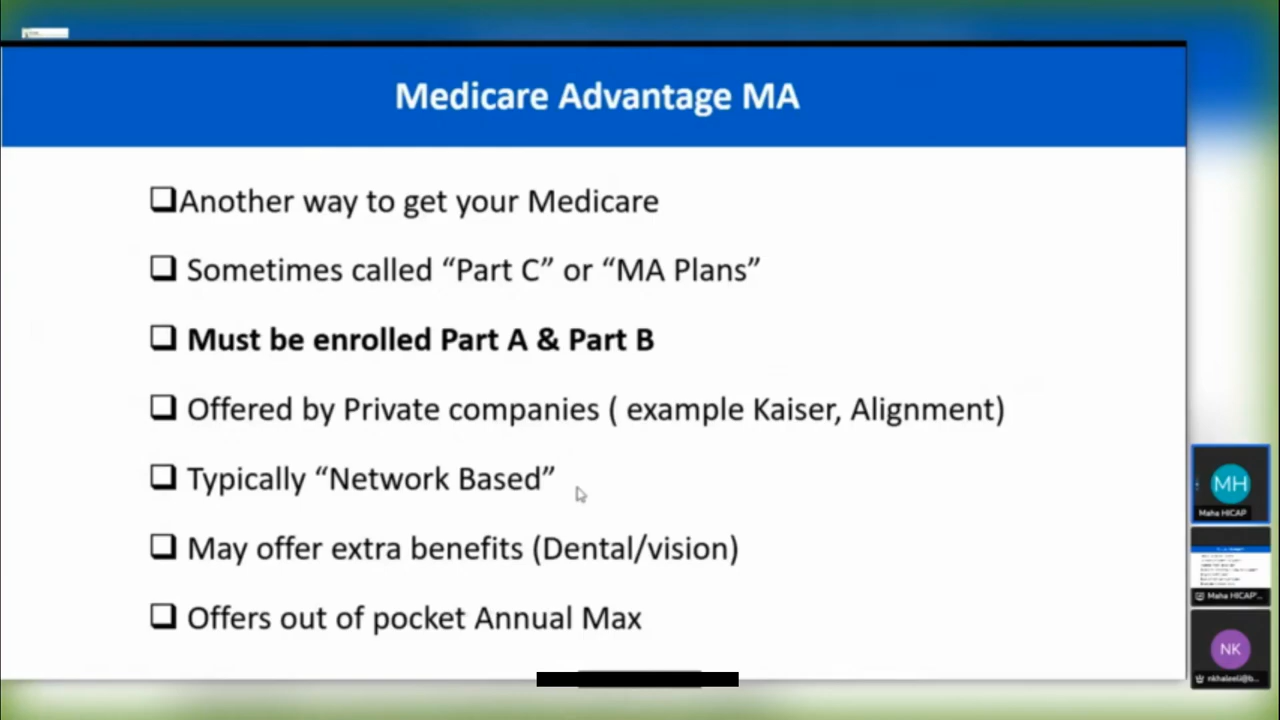 Medicare Advantage MA
Another way to get your Medicare
Sometimes called “Part C” or “MA Plans”
Must be enrolled Part A & Part B
Offered by Private companies ( example Kaiser, Alignment)
Typically “Network Based”
May offer extra benefits (Dental/vision)
Offers out of pocket Annual Max
MH
Maha HICAP
Maha HICAP'...
NK
nkhaleeli@b...